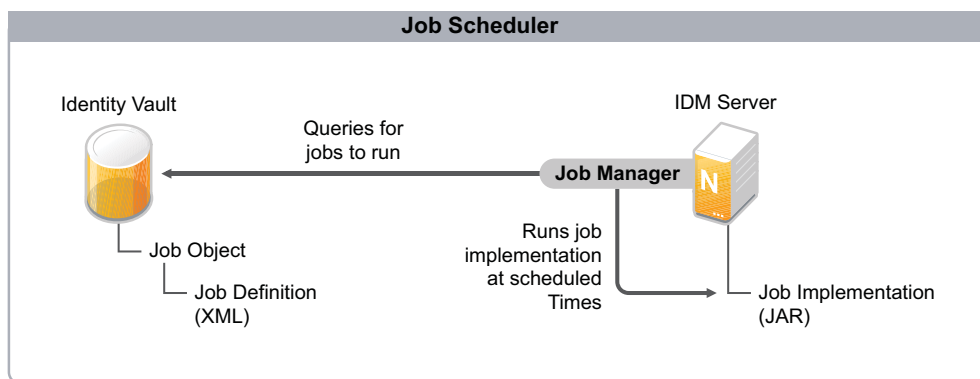 Job Scheduler
Identity Vault
IDM Server
Queries for
jobs to run
Job Manager
N
Runs job
implementation
at scheduled
Times
Job Object
Job Definition
(XML)
Job Implementation
(JAR)